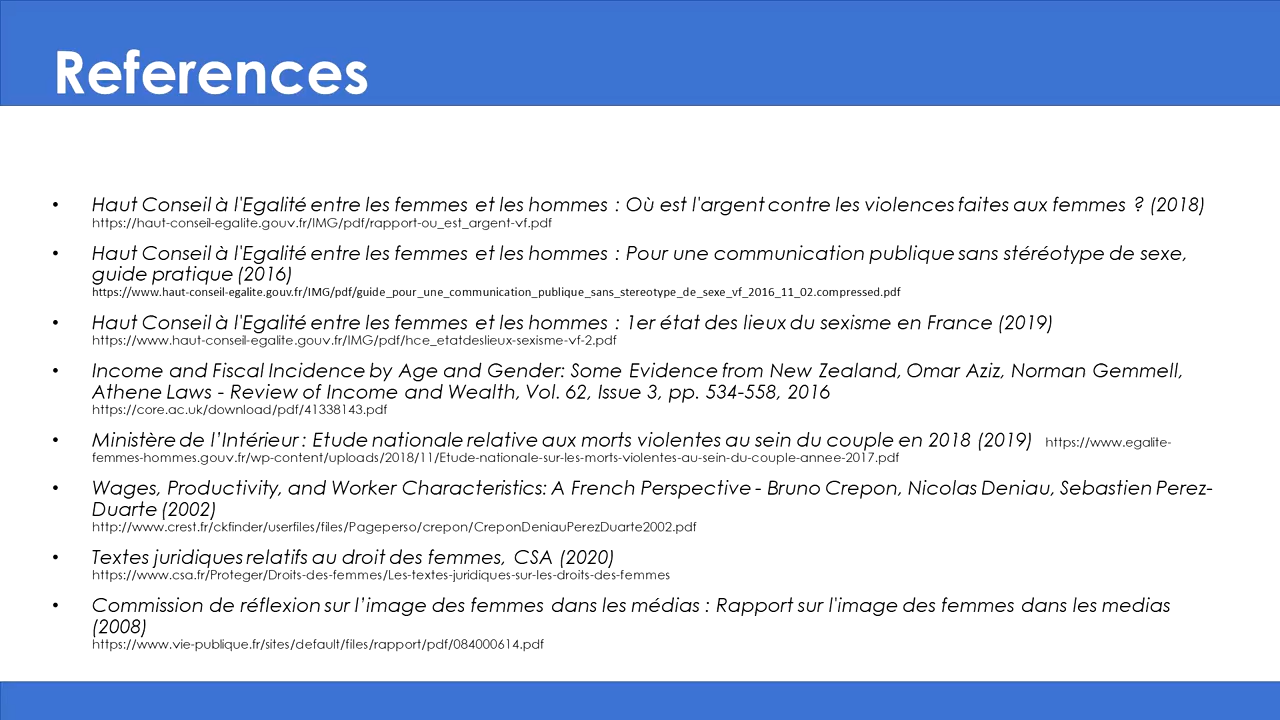 References
• Haut Conseil à l'Egalité entre les femmes et les hommes : Où est l'argent contre les violences faites aux femmes ? (2018)
https://haut-conseil-egalite.gouv.fr/IMG/pdf/rapport-ou_est_argent-vf.pdf
• Haut Conseil à l'Egalité entre les femmes et les hommes : Pour une communication publique sans stéréotype de sexe,
guide pratique (2016)
https://www.haut-conseil-egalite.gouv.fr/IMG/pdf/guide_pour_une_communication_publique_sans_stereotype_de_sexe_vf_2016_11_02.compressed.pdf
• Haut Conseil à l'Egalité entre les femmes et les hommes : 1er état des lieux du sexisme en France (2019)
https://www.haut-conseil-egalite.gouv.fr/IMG/pdf/hce_etatdeslieux-sexisme-vf-2.pdf
• Income and Fiscal Incidence by Age and Gender: Some Evidence from New Zealand, Omar Aziz, Norman Gemmell,
Athene Laws - Review of Income and Wealth, Vol. 62, Issue 3, pp. 534-558, 2016
https://core.ac.uk/download/pdf/41338143.pdf
• Ministère de l’Intérieur : Etude nationale relative aux morts violentes au sein du couple en 2018 (2019) https://www.egalite-
femmes-hommes.gouv.fr/wp-content/uploads/2018/11/Etude-nationale-sur-les-morts-violentes-au-sein-du-couple-annee-2017.pdf
• Wages, Productivity, and Worker Characteristics: A French Perspective - Bruno Crepon, Nicolas Deniau, Sebastien Perez-
Duarte (2002)
http://www.crest.fr/ckfinder/userfiles/files/Pageperso/crepon/CreponDeniauPerezDuarte2002.pdf
• Textes juridiques relatifs au droit des femmes, CSA (2020)
https://www.csa.fr/Proteger/Droits-des-femmes/Les-textes-juridiques-sur-les-droits-des-femmes
• Commission de réflexion sur l’image des femmes dans les médias : Rapport sur l'image des femmes dans les medias
(2008)
https://www.vie-publique.fr/sites/default/files/rapport/pdf/084000614.pdf